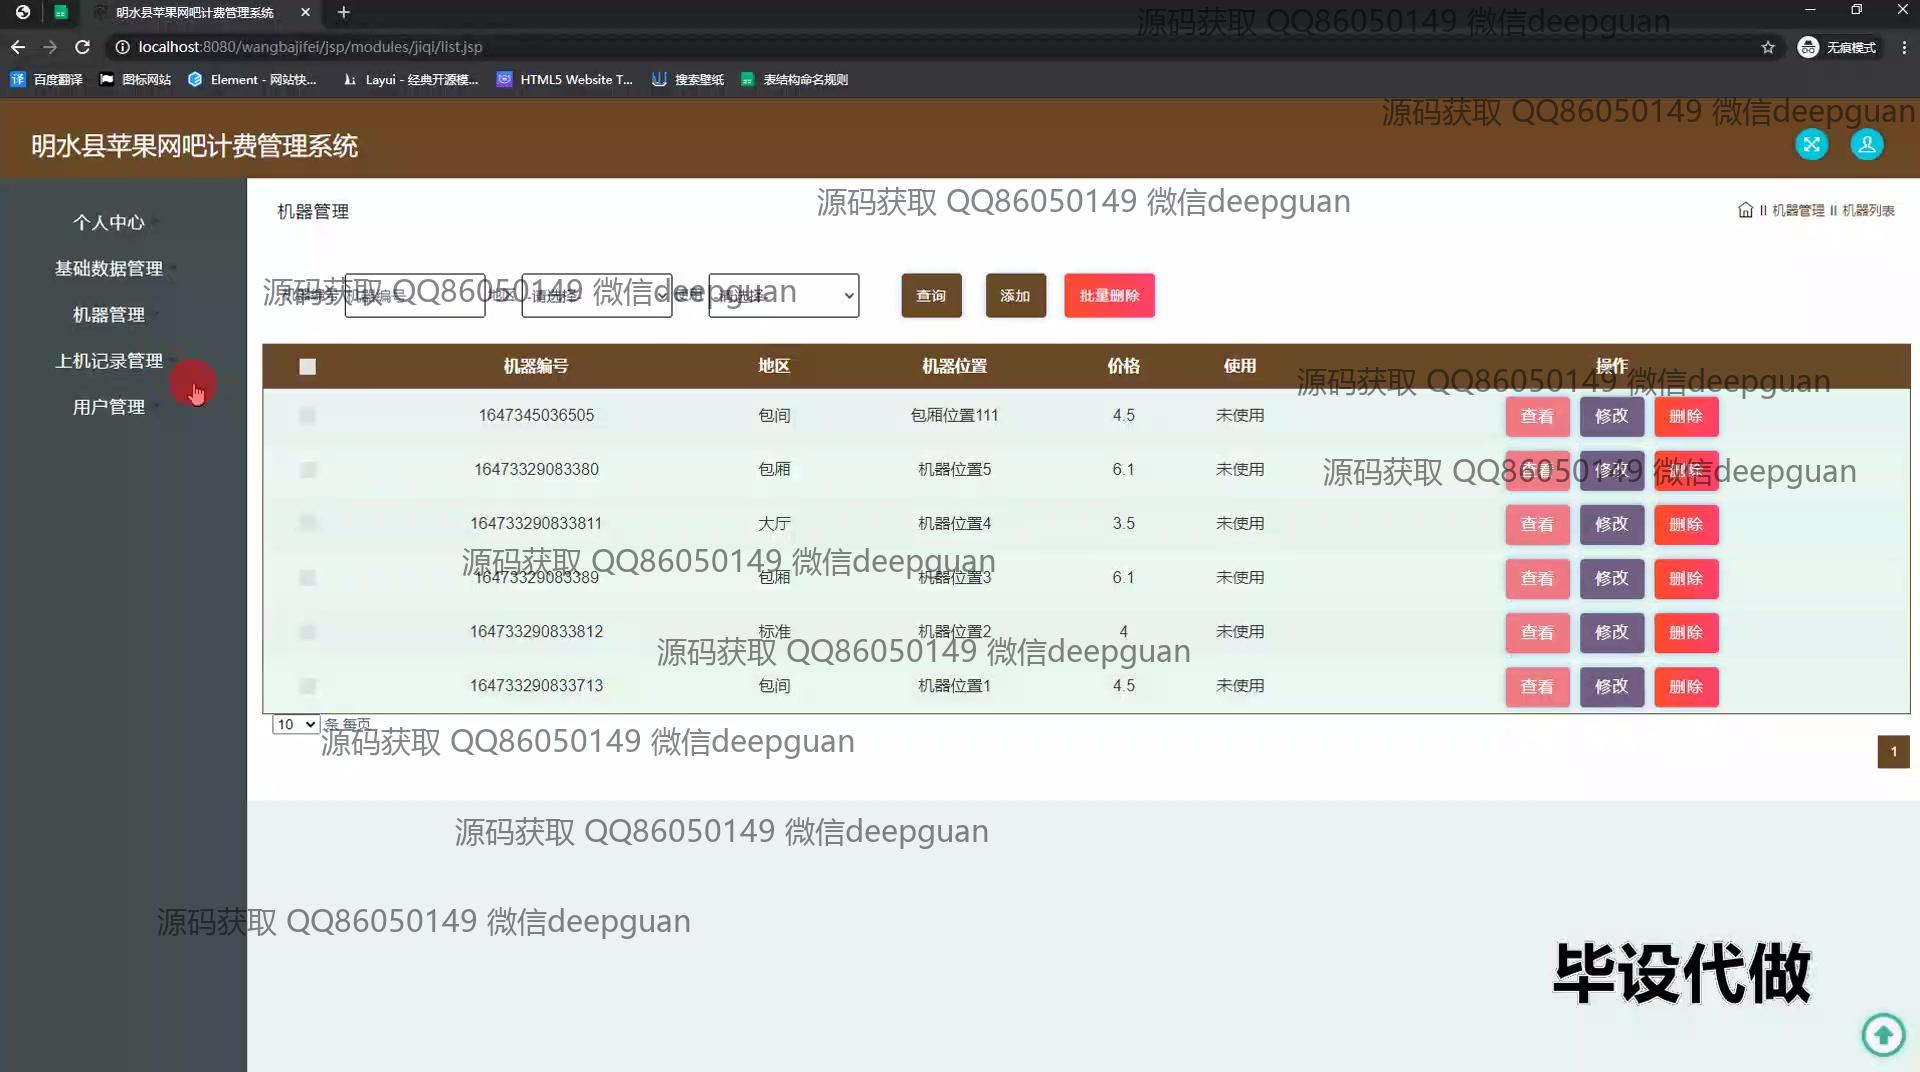 明水县苹果网吧计费管理系统
源码获取 QQ86050149 微信deepguan
localhost:8080/wangbajifei/jsp/modules/jiqi/list.jsp
无痕模式
百度翻译 图标网站 Element - 网站快... Layui - 经典开源模... HTML5 Website T... 搜索壁纸 表结构命名规则
源码获取 QQ86050149 微信deepguan
明水县苹果网吧计费管理系统
源码获取 QQ86050149 微信deepguan
个人中心
基础数据管理
机器管理
上机记录管理
用户管理
机器管理
机器管理 II 机器列表
源码获取 QQ86050149 微信deepguan
机器编号 地区 请选择 使用 请选择
查询 添加 批量删除
机器编号 地区 机器位置 价格 使用 操作
源码获取 QQ86050149 微信deepguan
1647345036505 包间 包厢位置111 4.5 未使用 查看 修改 删除
16473329083380 包厢 机器位置5 6.1 未使用 查看 修改 删除
源码获取 QQ86050149 微信deepguan
164733290833811 大厅 机器位置4 3.5 未使用 查看 修改 删除
源码获取 QQ86050149 微信deepguan
16473329083389 包厢 机器位置3 6.1 未使用 查看 修改 删除
164733290833812 标准 机器位置2 4 未使用 查看 修改 删除
源码获取 QQ86050149 微信deepguan
164733290833713 包间 机器位置1 4.5 未使用 查看 修改 删除
10 条 每页
源码获取 QQ86050149 微信deepguan
1
源码获取 QQ86050149 微信deepguan
源码获取 QQ86050149 微信deepguan
毕设代做